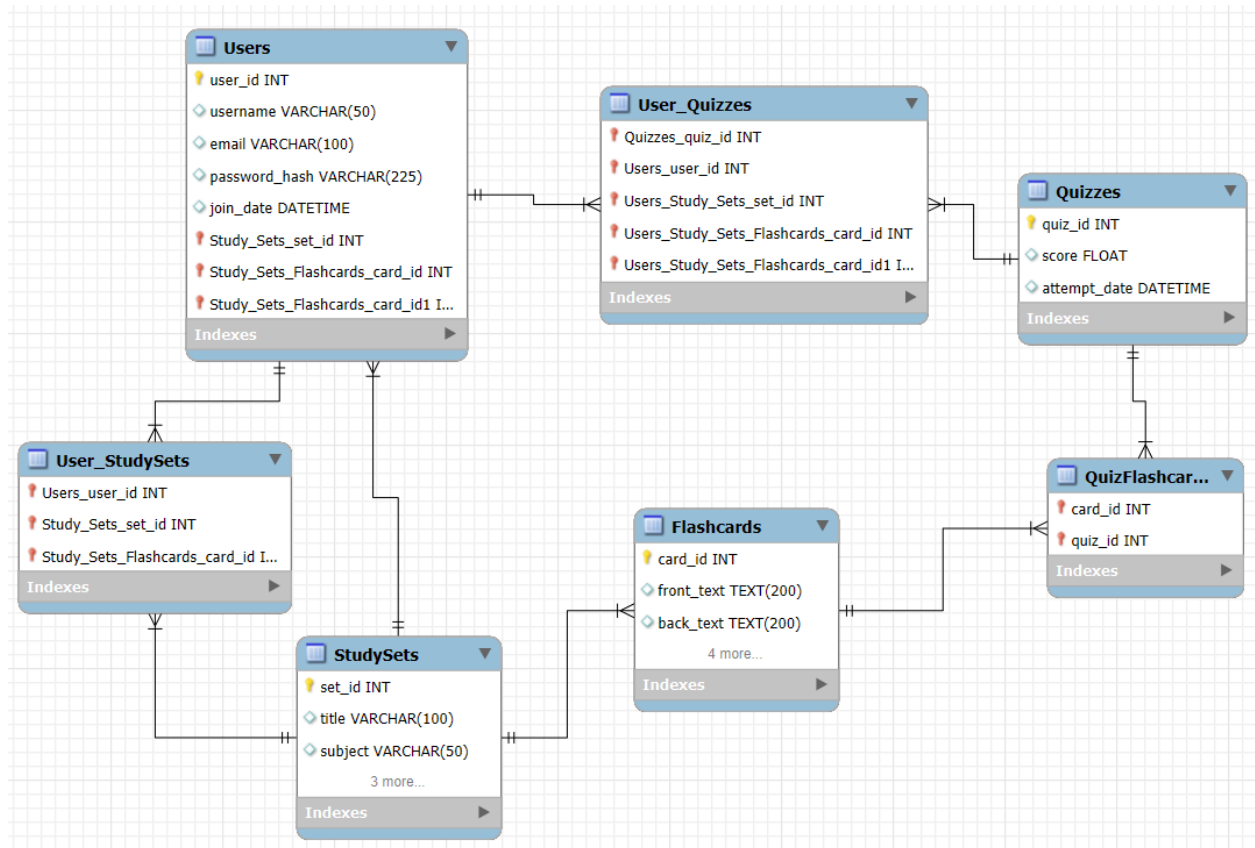 Users
user_id INT
username VARCHAR(50)
email VARCHAR(100)
password_hash VARCHAR(225)
join_date DATETIME
Study_Sets_set_id INT
Study_Sets_Flashcards_card_id INT
Study_Sets_Flashcards_card_id1 I...
Indexes
User_Quizzes
Quizzes_quiz_id INT
Users_user_id INT
Users_Study_Sets_set_id INT
Users_Study_Sets_Flashcards_card_id INT
Users_Study_Sets_Flashcards_card_id1 I...
Indexes
Quizzes
quiz_id INT
score FLOAT
attempt_date DATETIME
Indexes
User_StudySets
Users_user_id INT
Study_Sets_set_id INT
Study_Sets_Flashcards_card_id I...
Indexes
StudySets
set_id INT
title VARCHAR(100)
subject VARCHAR(50)
3 more...
Indexes
Flashcards
card_id INT
front_text TEXT(200)
back_text TEXT(200)
4 more...
Indexes
QuizFlashcar...
card_id INT
quiz_id INT
Indexes